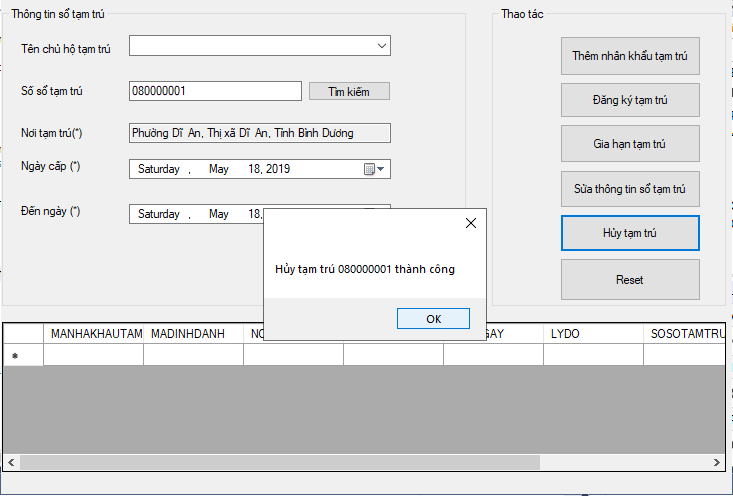 Thông tin sổ tạm trú
Tên chủ hộ tạm trú
Số sổ tạm trú
080000001
Tìm kiếm
Nơi tạm trú(*)
Phường Dĩ An, Thị xã Dĩ An, Tỉnh Bình Dương
Ngày cấp (*)
Saturday , May 18, 2019
Đến ngày (*)
Saturday , May 18,
Thao tác
Thêm nhân khẩu tạm trú
Đăng ký tạm trú
Gia hạn tạm trú
Sửa thông tin sổ tạm trú
Hủy tạm trú
Reset
Hủy tạm trú 080000001 thành công
OK
MANHAKHAUTAM MADINHDANH LYDO SOSOTAMTRU